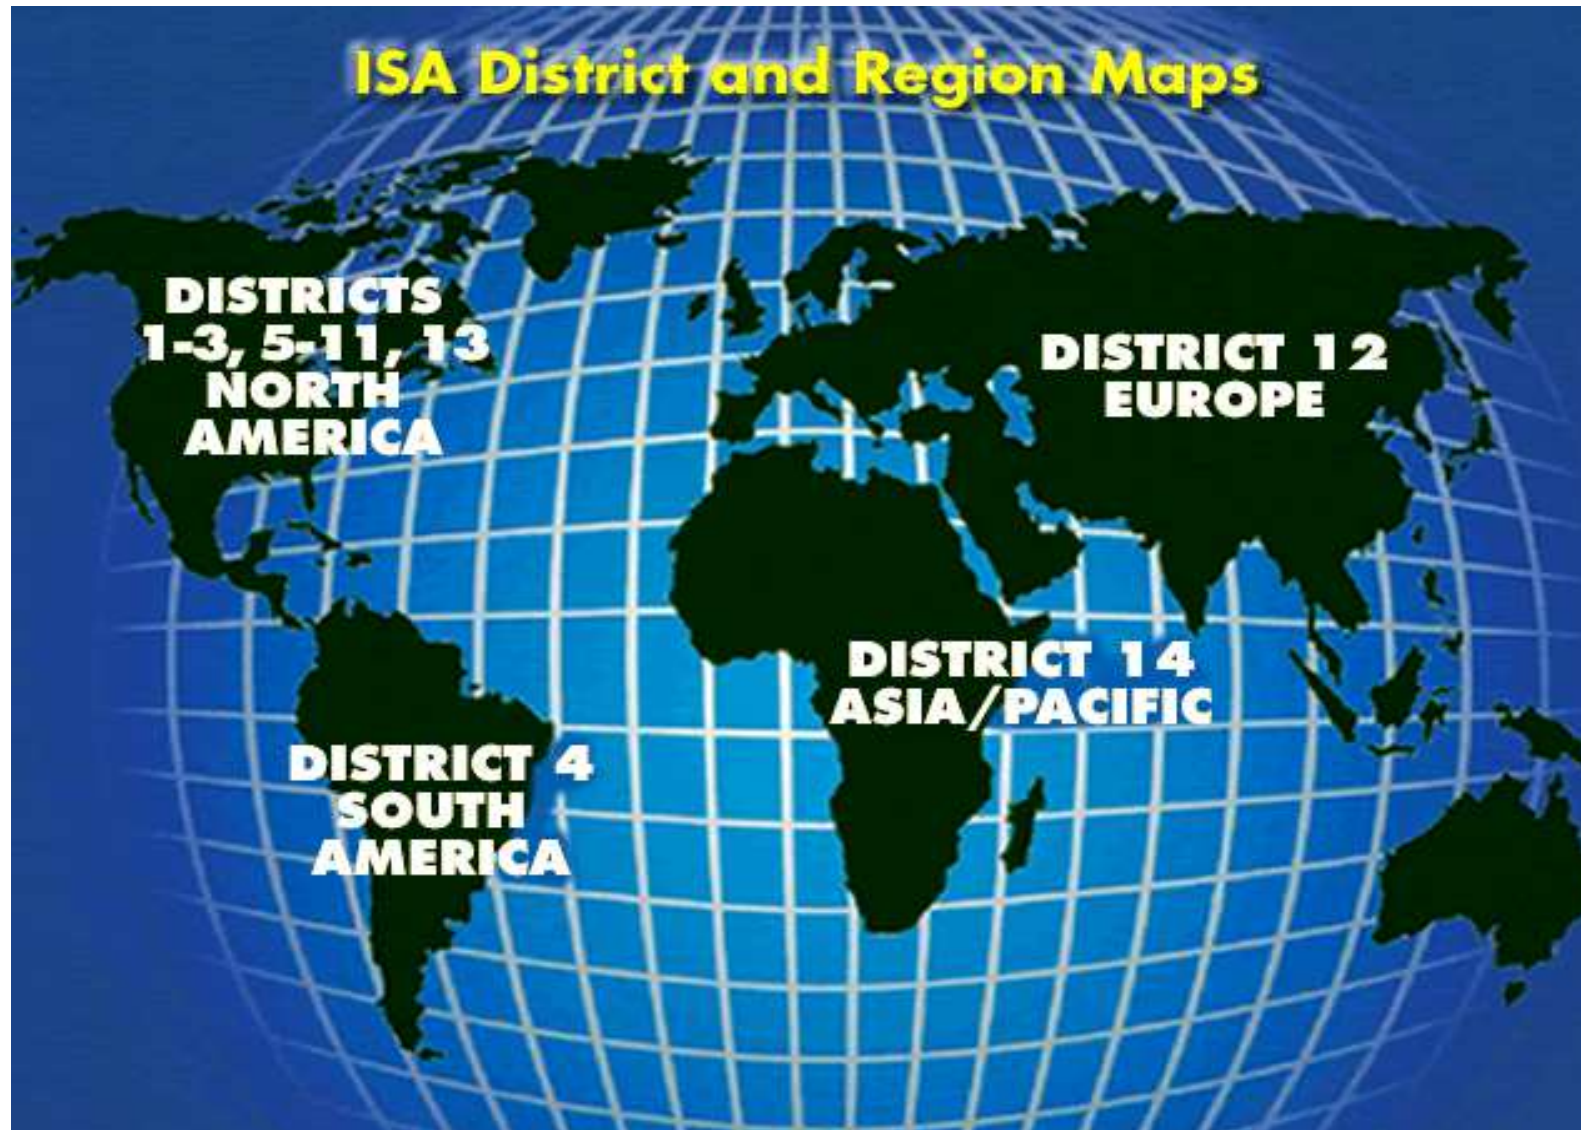 ISA District and Region Maps
DISTRICTS
1-3, 5-11, 13
NORTH
AMERICA
DISTRICT 12
EUROPE
DISTRICT 14
ASIA/PACIFIC
DISTRICT 4
SOUTH
AMERICA